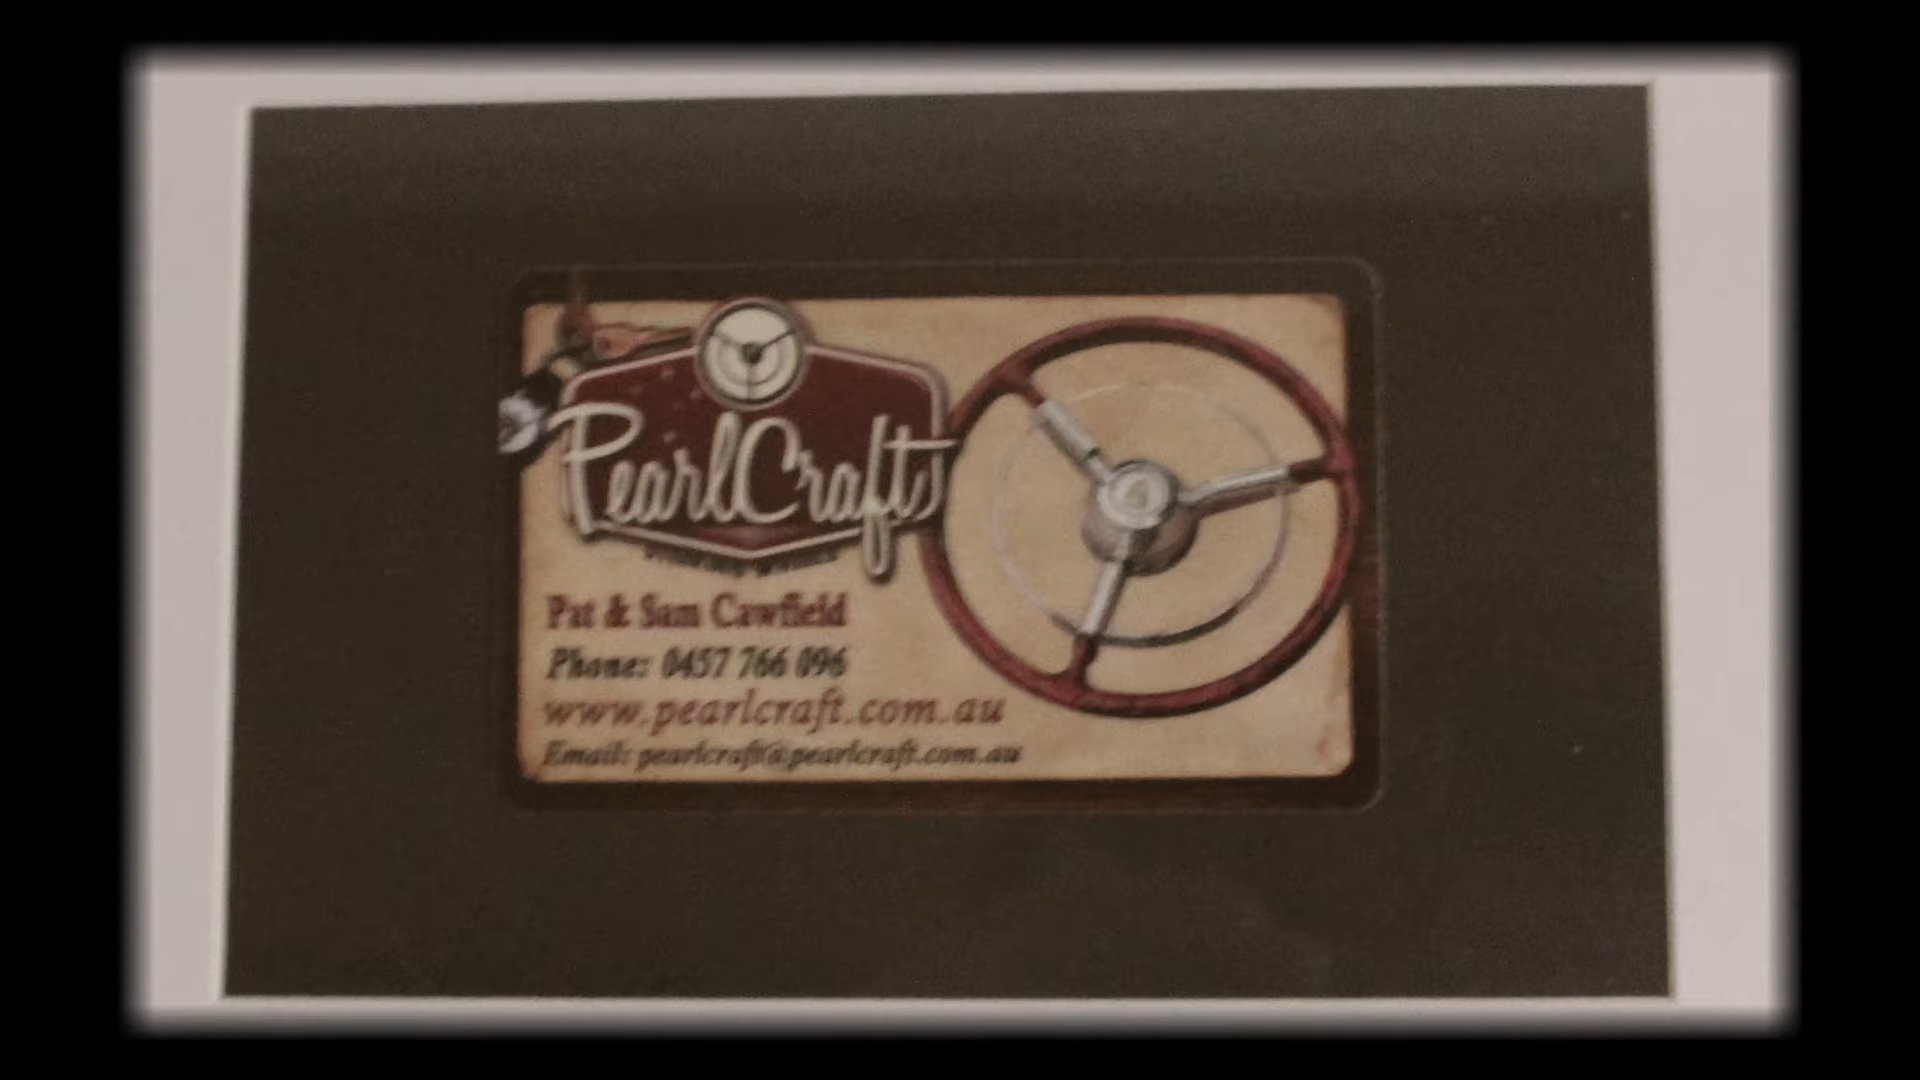 PearlCraft
Pat & Sam Cawfield
Phone: 0457 766 096
www.pearlcraft.com.au
Email: pearlcraft@pearlcraft.com.au